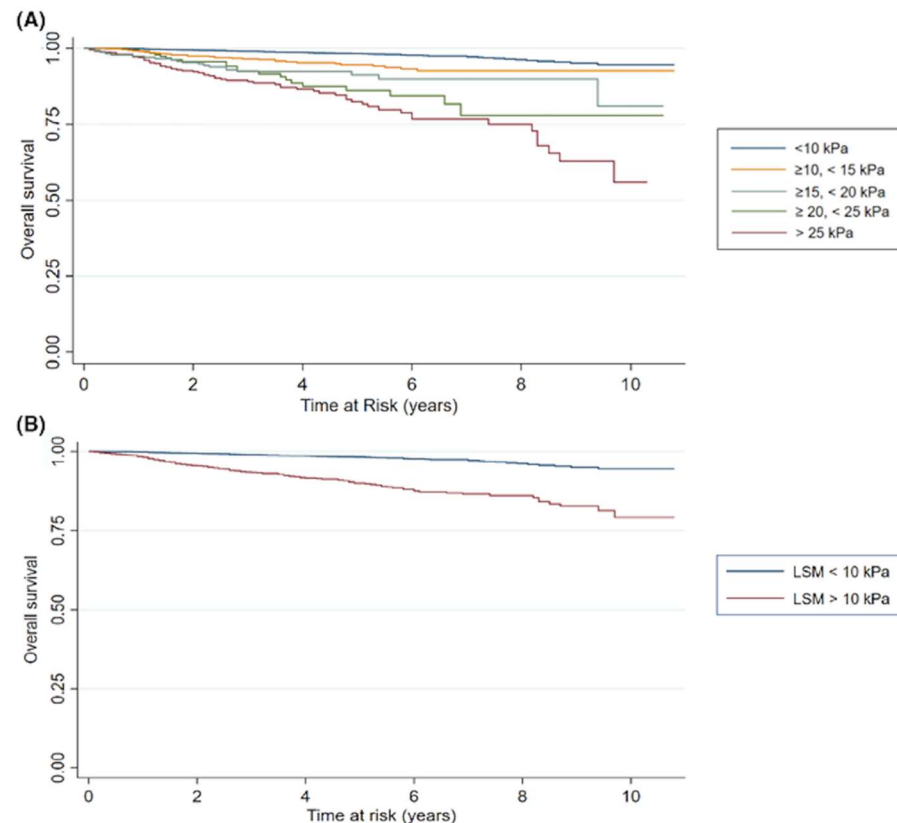 (A)
1.00
0.75
0.50
0.25
0.00
Overall survival
0 2 4 6 8 10
Time at Risk (years)
<10 kPa
≥10, < 15 kPa
≥15, < 20 kPa
≥ 20, < 25 kPa
> 25 kPa
(B)
1.00
0.75
0.50
0.25
0.00
Overall survival
0 2 4 6 8 10
Time at risk (years)
LSM < 10 kPa
LSM > 10 kPa